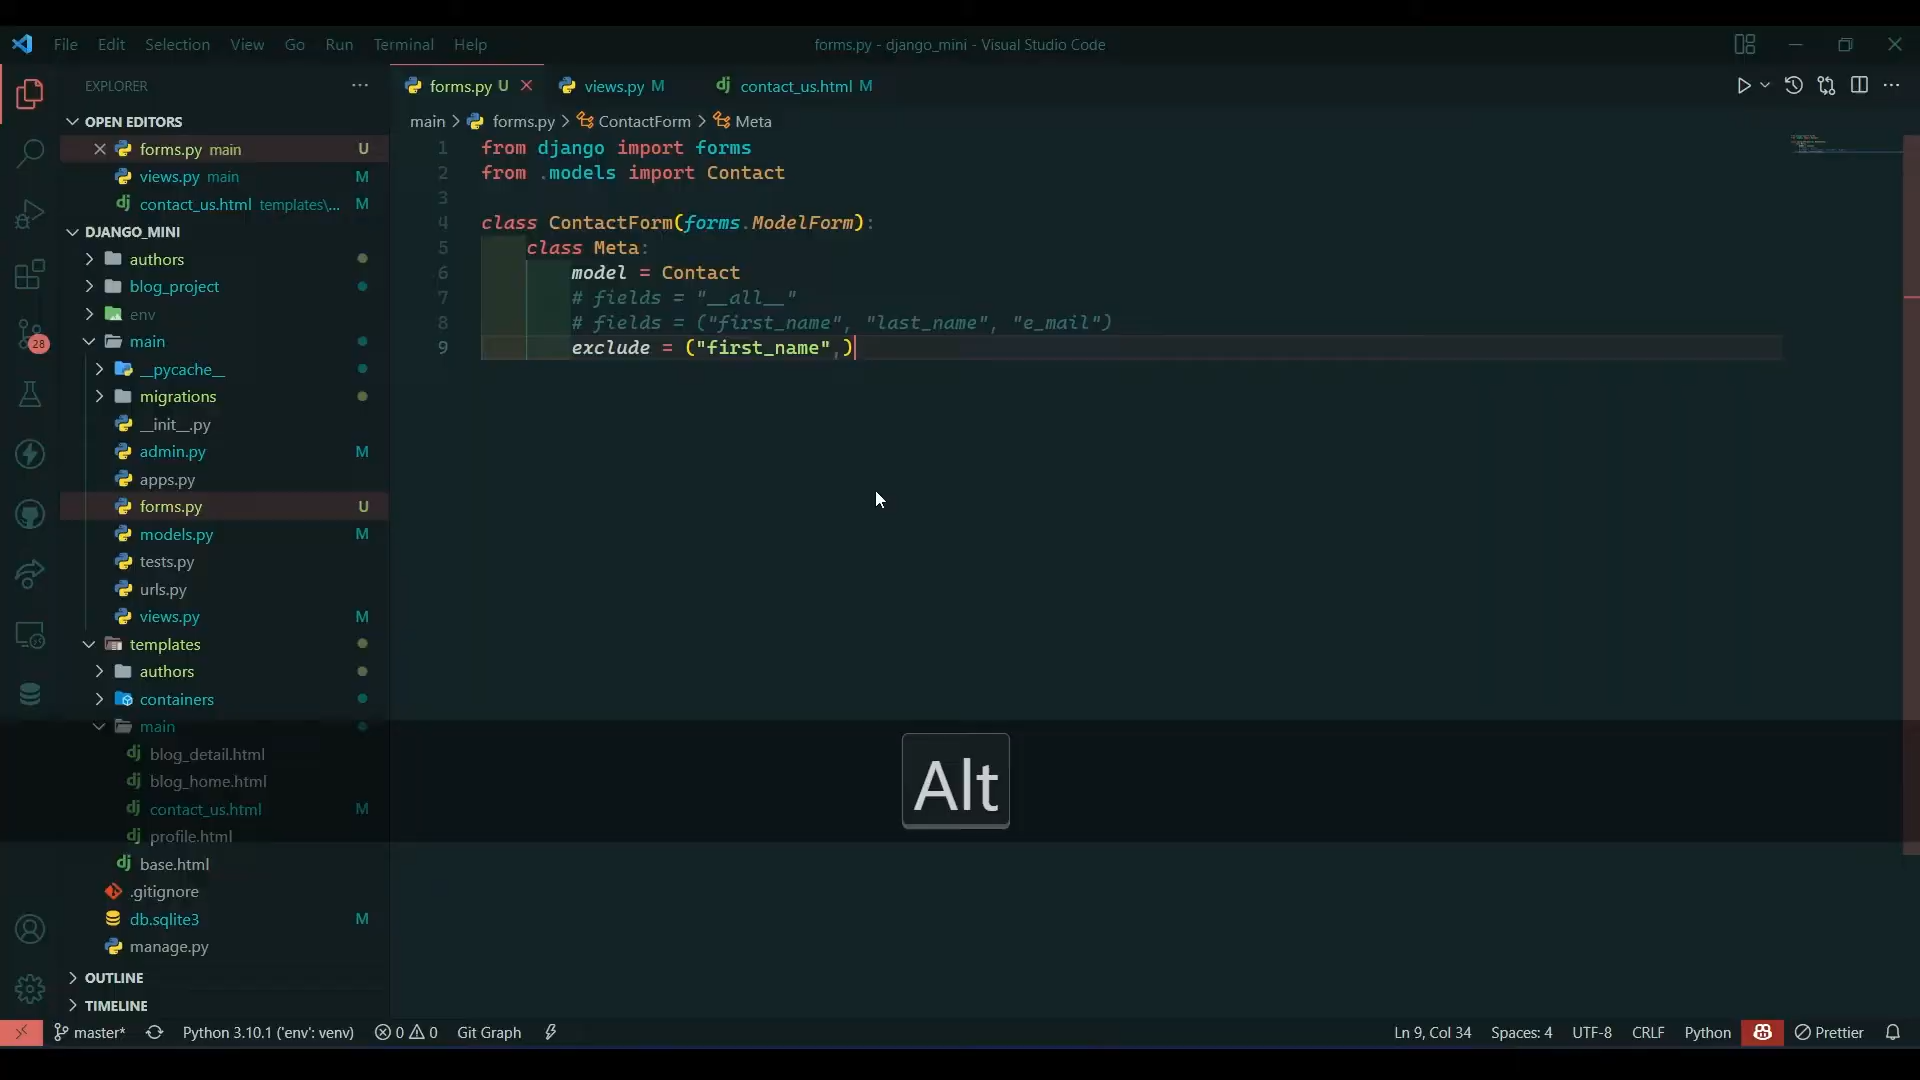 File Edit Selection View Go Run Terminal Help
forms.py - django_mini - Visual Studio Code
EXPLORER
OPEN EDITORS
forms.py main U
views.py main M
contact_us.html templates\... M
DJANGO_MINI
authors
blog_project
env
main
__pycache__
migrations
__init__.py
admin.py M
apps.py
forms.py U
models.py M
tests.py
urls.py
views.py M
templates
authors
containers
main
blog_detail.html
blog_home.html
contact_us.html M
profile.html
base.html
.gitignore
db.sqlite3 M
manage.py
OUTLINE
TIMELINE
28
forms.py U views.py M contact_us.html M
main > forms.py > ContactForm > Meta
1 from django import forms
2 from .models import Contact
3
4 class ContactForm(forms.ModelForm):
5 class Meta:
6 model = Contact
7 # fields = "__all__"
8 # fields = ("first_name", "last_name", "e_mail")
9 exclude = ("first_name",)
Alt
master* Python 3.10.1 ('env': venv) 0 0 Git Graph
Ln 9, Col 34 Spaces: 4 UTF-8 CRLF Python Prettier